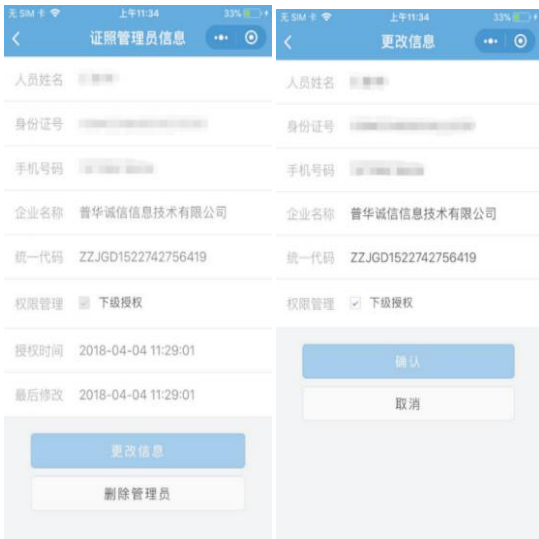 无 SIM 卡
上午11:34
33%
证照管理员信息
人员姓名
身份证号
手机号码
企业名称 普华诚信信息技术有限公司
统一代码 ZZJGD1522742756419
权限管理 下级授权
授权时间 2018-04-04 11:29:01
最后修改 2018-04-04 11:29:01
更改信息
删除管理员
无 SIM 卡
上午11:34
33%
更改信息
人员姓名
身份证号
手机号码
企业名称 普华诚信信息技术有限公司
统一代码 ZZJGD1522742756419
权限管理 下级授权
确认
取消